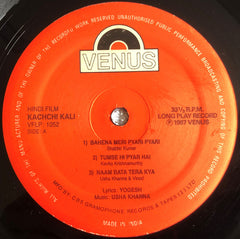 VENUS
HINDI FILM
KACHCHI KALI
VFLP. 1052
SIDE A
33⅓ R.P.M.
LONG PLAY RECORD
℗ 1987 VENUS
1) BAHENA MERI PYARI PYARI
Shabbir Kumar
2) TUMSE HI PYAR HAI
Kavita Krishnamurthy
3) NAAM BATA TERA KYA
Usha Khanna & Vinod
Lyrics: YOGESH
Music: USHA KHANNA
MADE IN INDIA